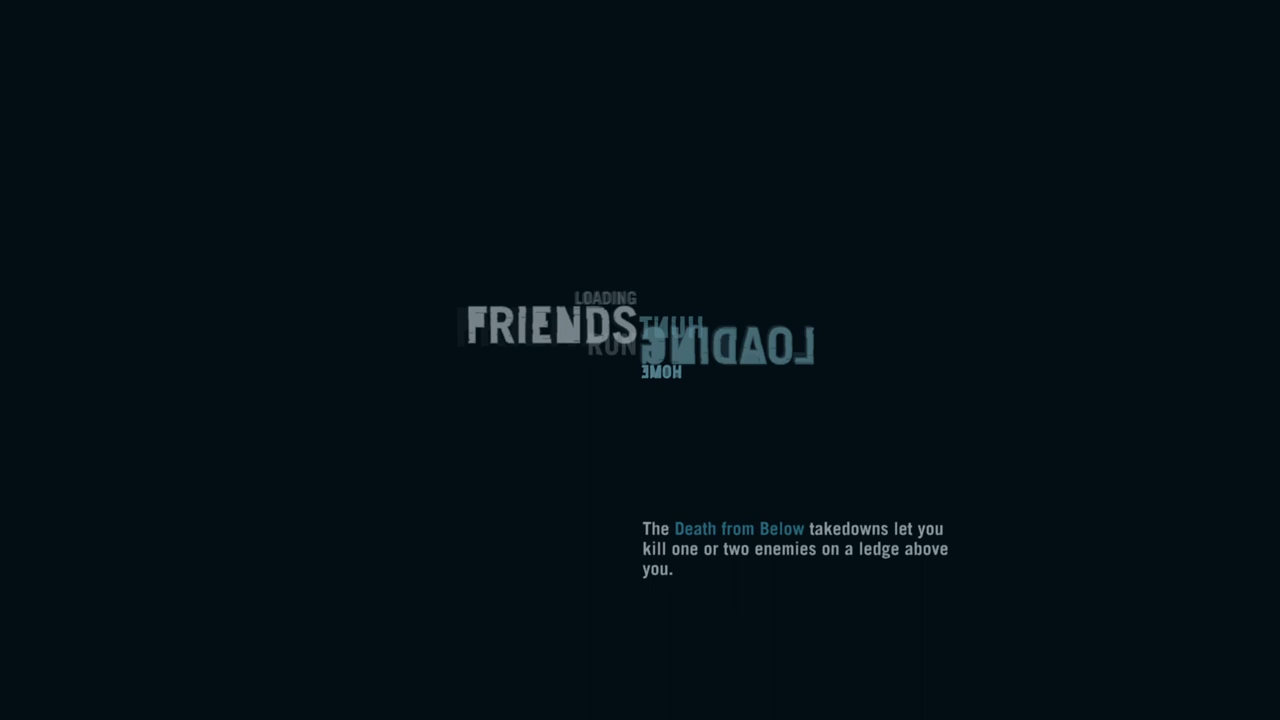 LOADING
FRIENDS
RUN
HUNT
LOADING
HOME
The Death from Below takedowns let you
kill one or two enemies on a ledge above
you.